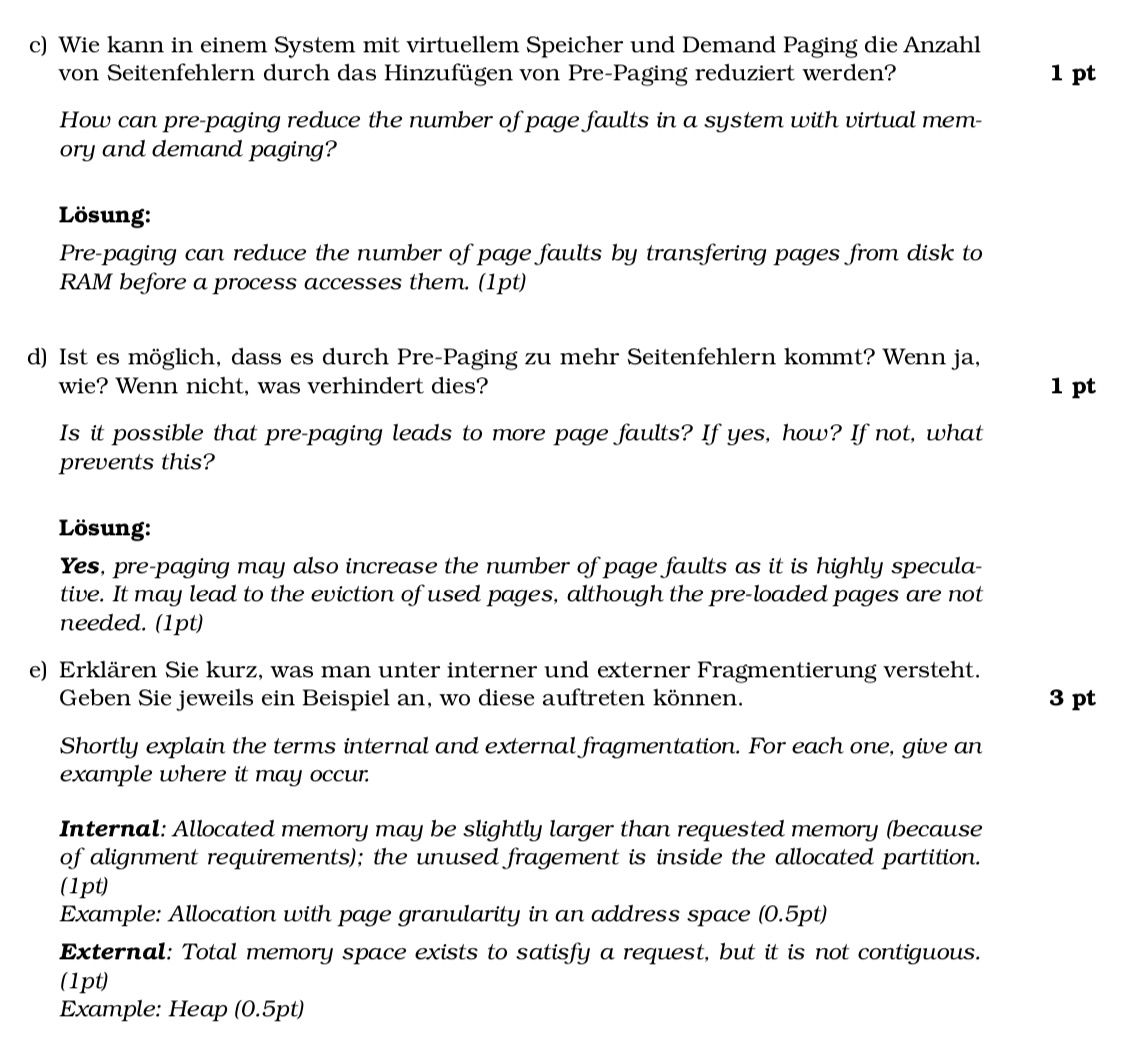 c) Wie kann in einem System mit virtuellem Speicher und Demand Paging die Anzahl
von Seitenfehlern durch das Hinzufügen von Pre-Paging reduziert werden? 1 pt
How can pre-paging reduce the number of page faults in a system with virtual mem-
ory and demand paging?
Lösung:
Pre-paging can reduce the number of page faults by transfering pages from disk to
RAM before a process accesses them. (1pt)
d) Ist es möglich, dass es durch Pre-Paging zu mehr Seitenfehlern kommt? Wenn ja,
wie? Wenn nicht, was verhindert dies? 1 pt
Is it possible that pre-paging leads to more page faults? If yes, how? If not, what
prevents this?
Lösung:
Yes, pre-paging may also increase the number of page faults as it is highly specula-
tive. It may lead to the eviction of used pages, although the pre-loaded pages are not
needed. (1pt)
e) Erklären Sie kurz, was man unter interner und externer Fragmentierung versteht.
Geben Sie jeweils ein Beispiel an, wo diese auftreten können. 3 pt
Shortly explain the terms internal and external fragmentation. For each one, give an
example where it may occur.
Internal: Allocated memory may be slightly larger than requested memory (because
of alignment requirements); the unused fragement is inside the allocated partition.
(1pt)
Example: Allocation with page granularity in an address space (0.5pt)
External: Total memory space exists to satisfy a request, but it is not contiguous.
(1pt)
Example: Heap (0.5pt)